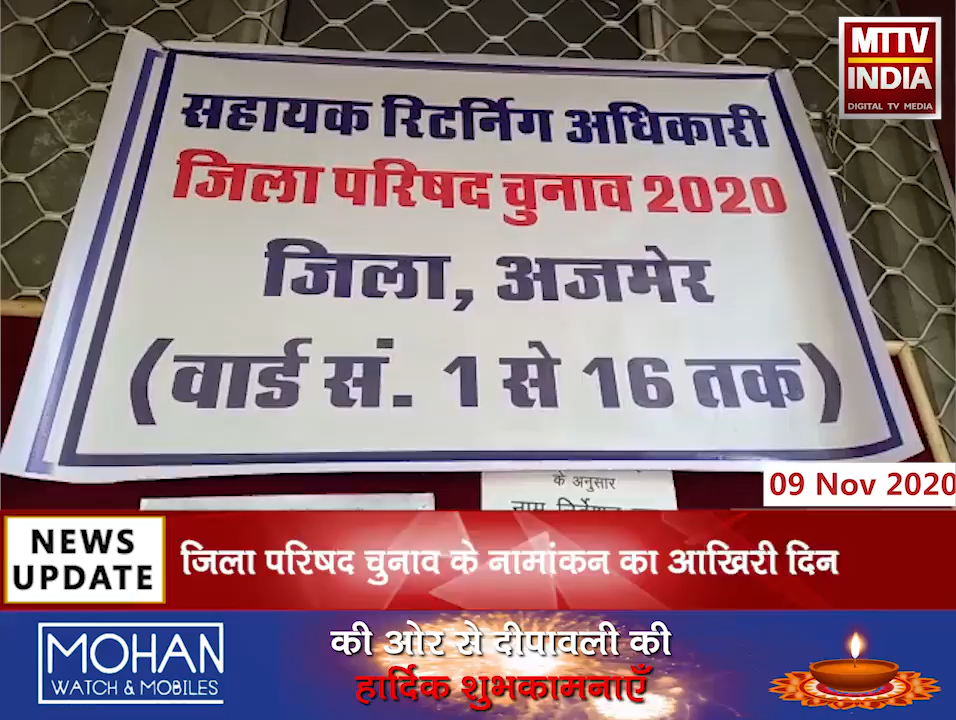 MTTV
INDIA
DIGITAL TV MEDIA
सहायक रिटर्निग अधिकारी
जिला परिषद चुनाव 2020
जिला, अजमेर
(वार्ड सं. 1 से 16 तक)
के अनुसार
09 Nov 2020
NEWS
UPDATE
जिला परिषद चुनाव के नामांकन का आखिरी दिन
MOHAN
WATCH & MOBILES
की ओर से दीपावली की
हार्दिक शुभकामनाएँ